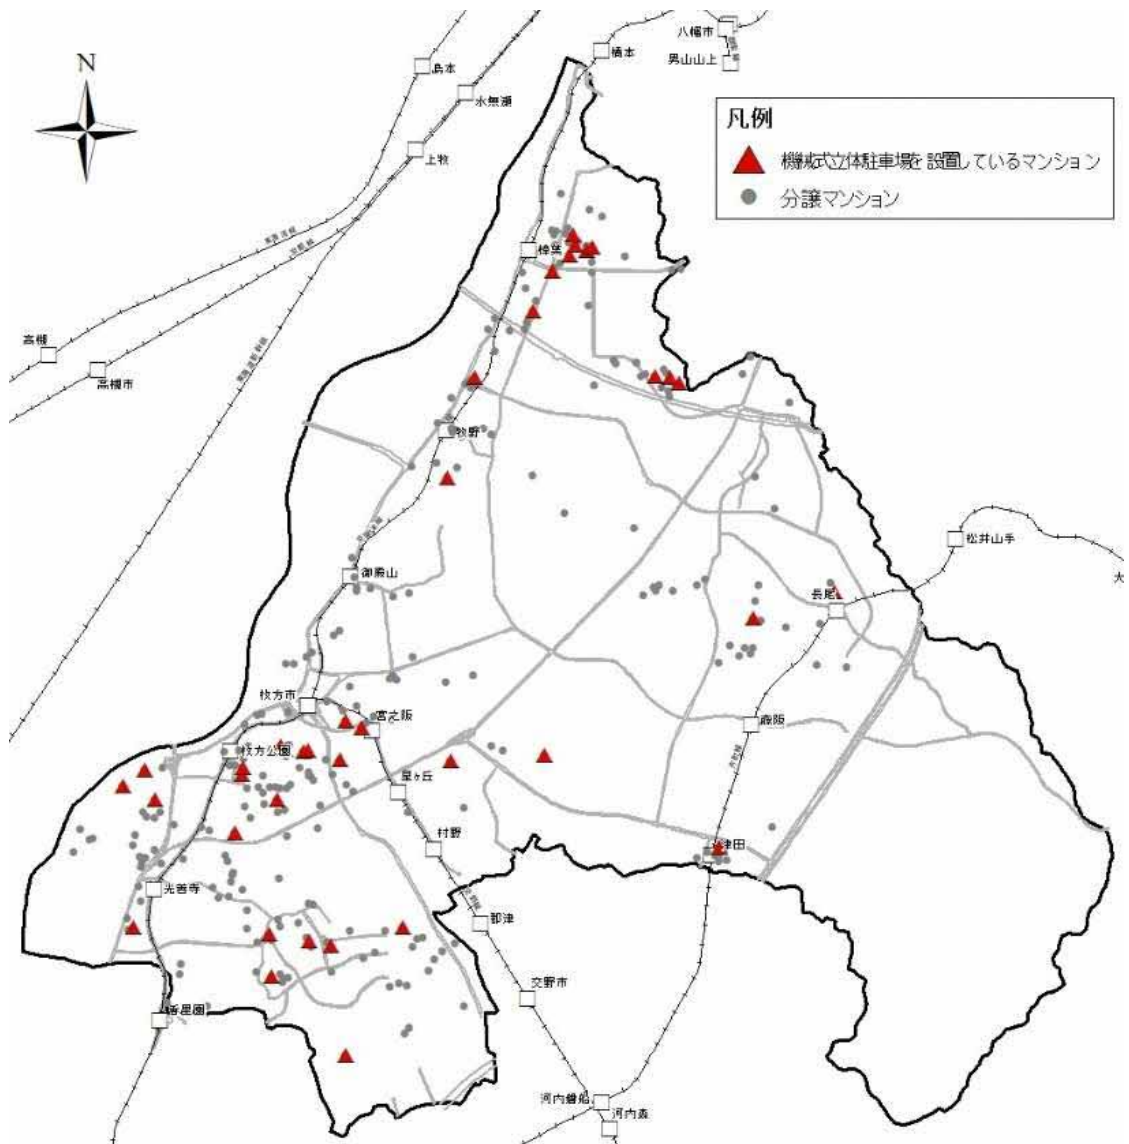 八幡市
橋本
男山山上
島本
水無瀬
N
上牧
凡例
機械式立体駐車場を設置しているマンション
分譲マンション
樟葉
高槻
高槻市
牧野
松井山手
御殿山
大
長尾
枚方市
宮之阪
藤阪
枚方公園
星ヶ丘
村野
津田
光善寺
郡津
交野市
香里園
河内磐船
河内森